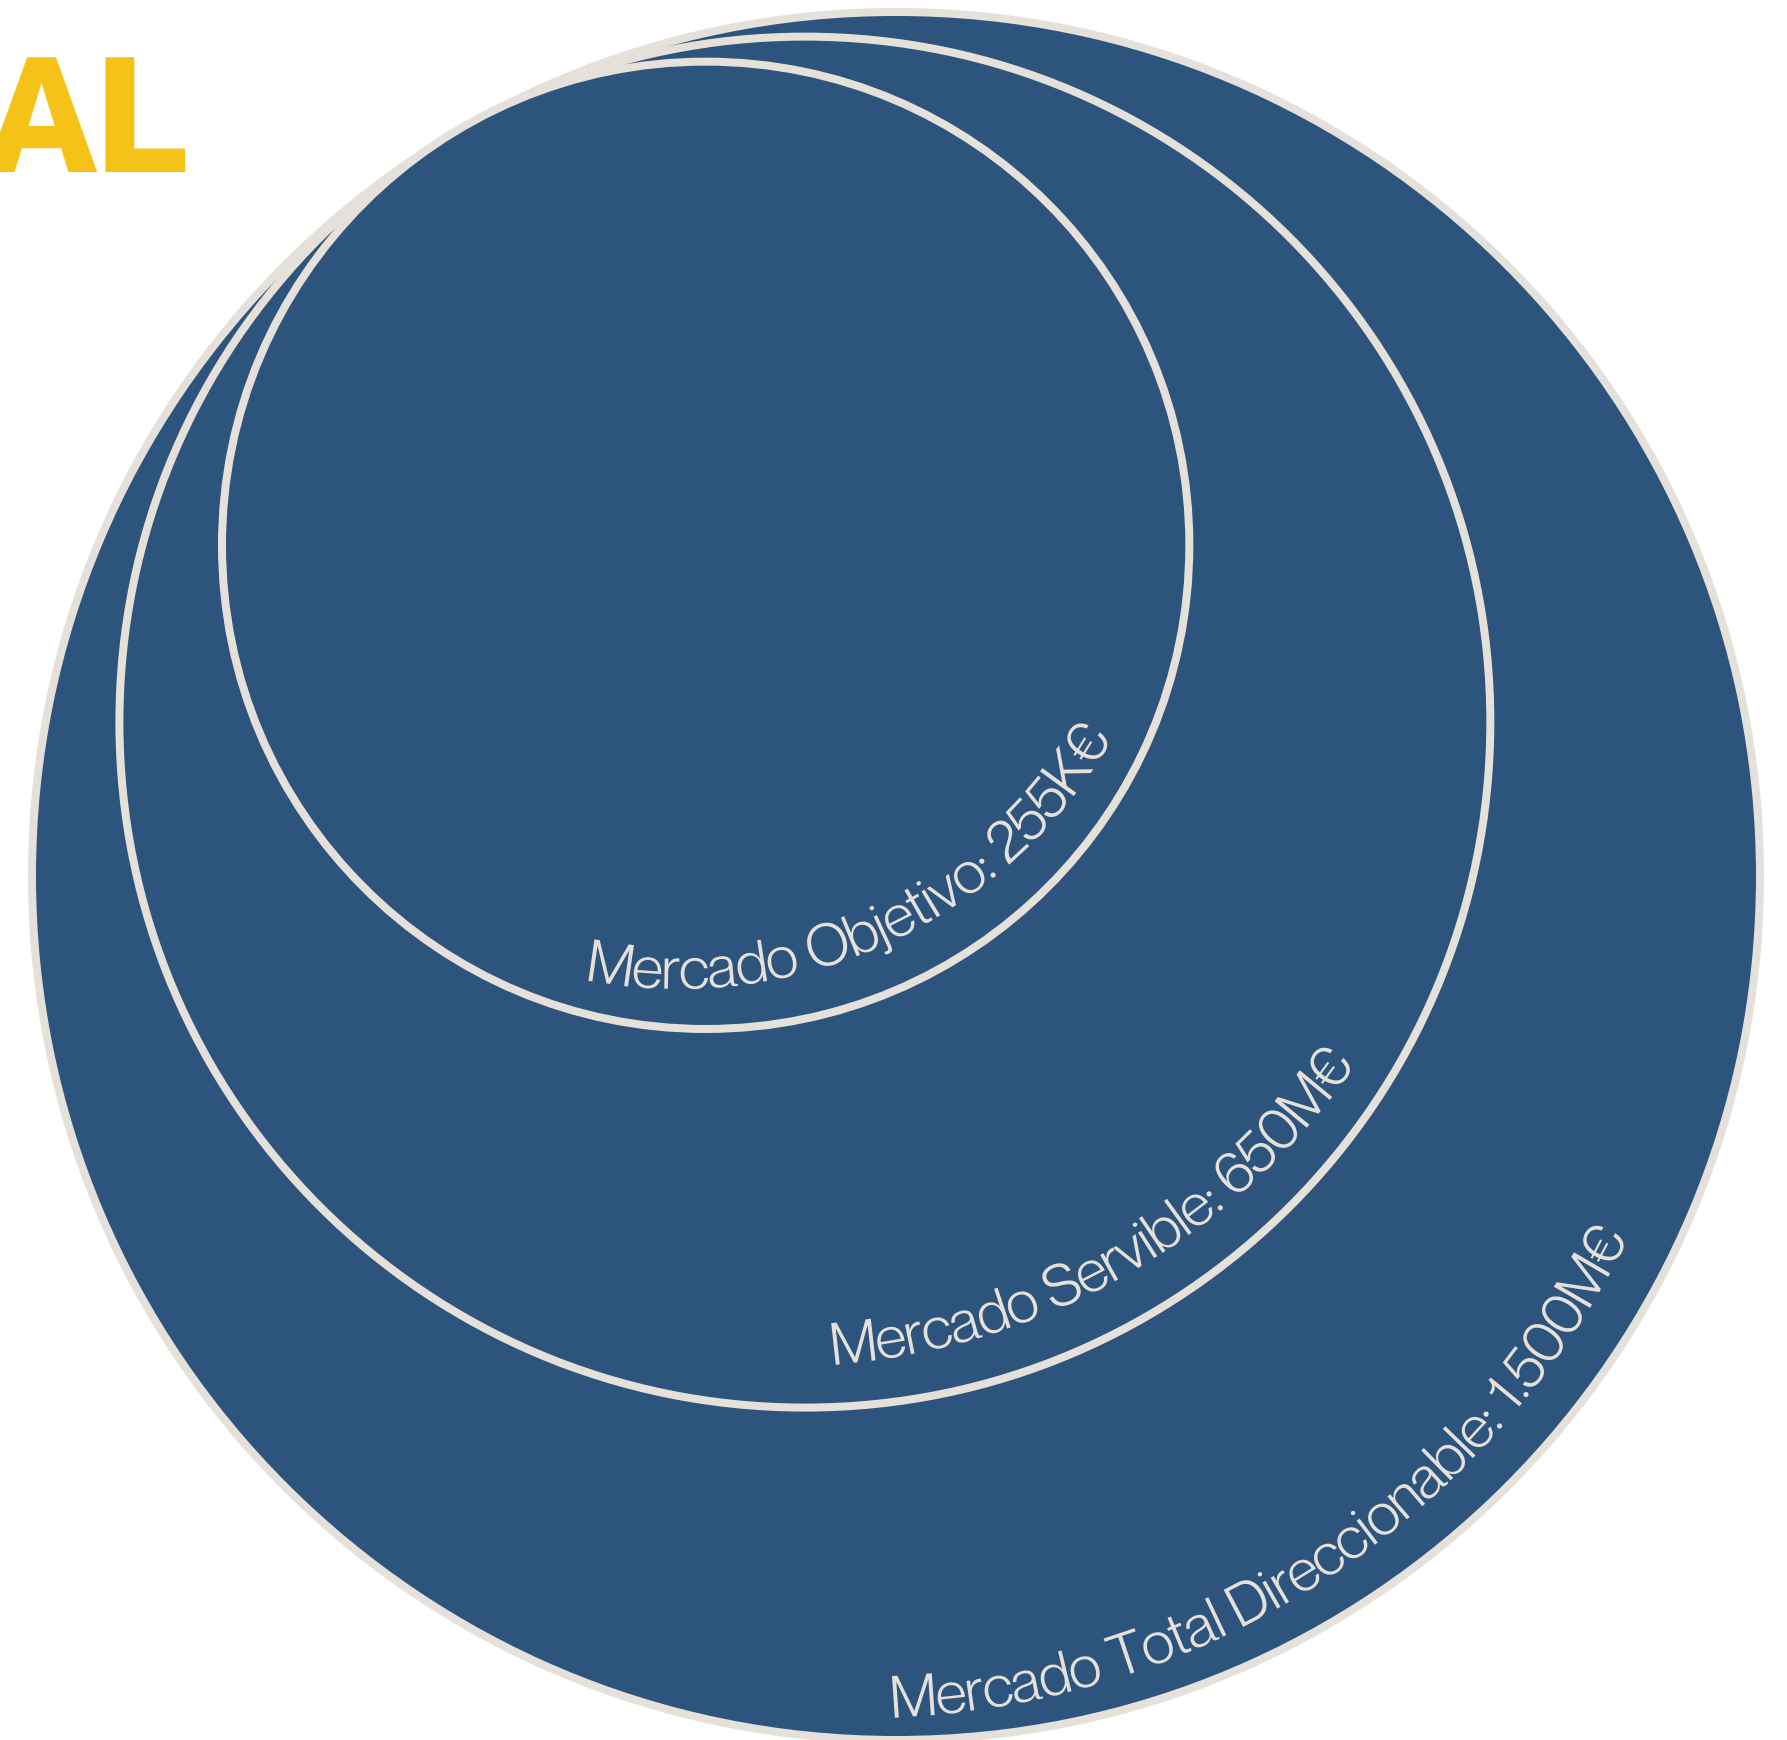 AL
Mercado Objetivo: 255K€
Mercado Servible: 650M€
Mercado Total Direccionable: 1.500M€